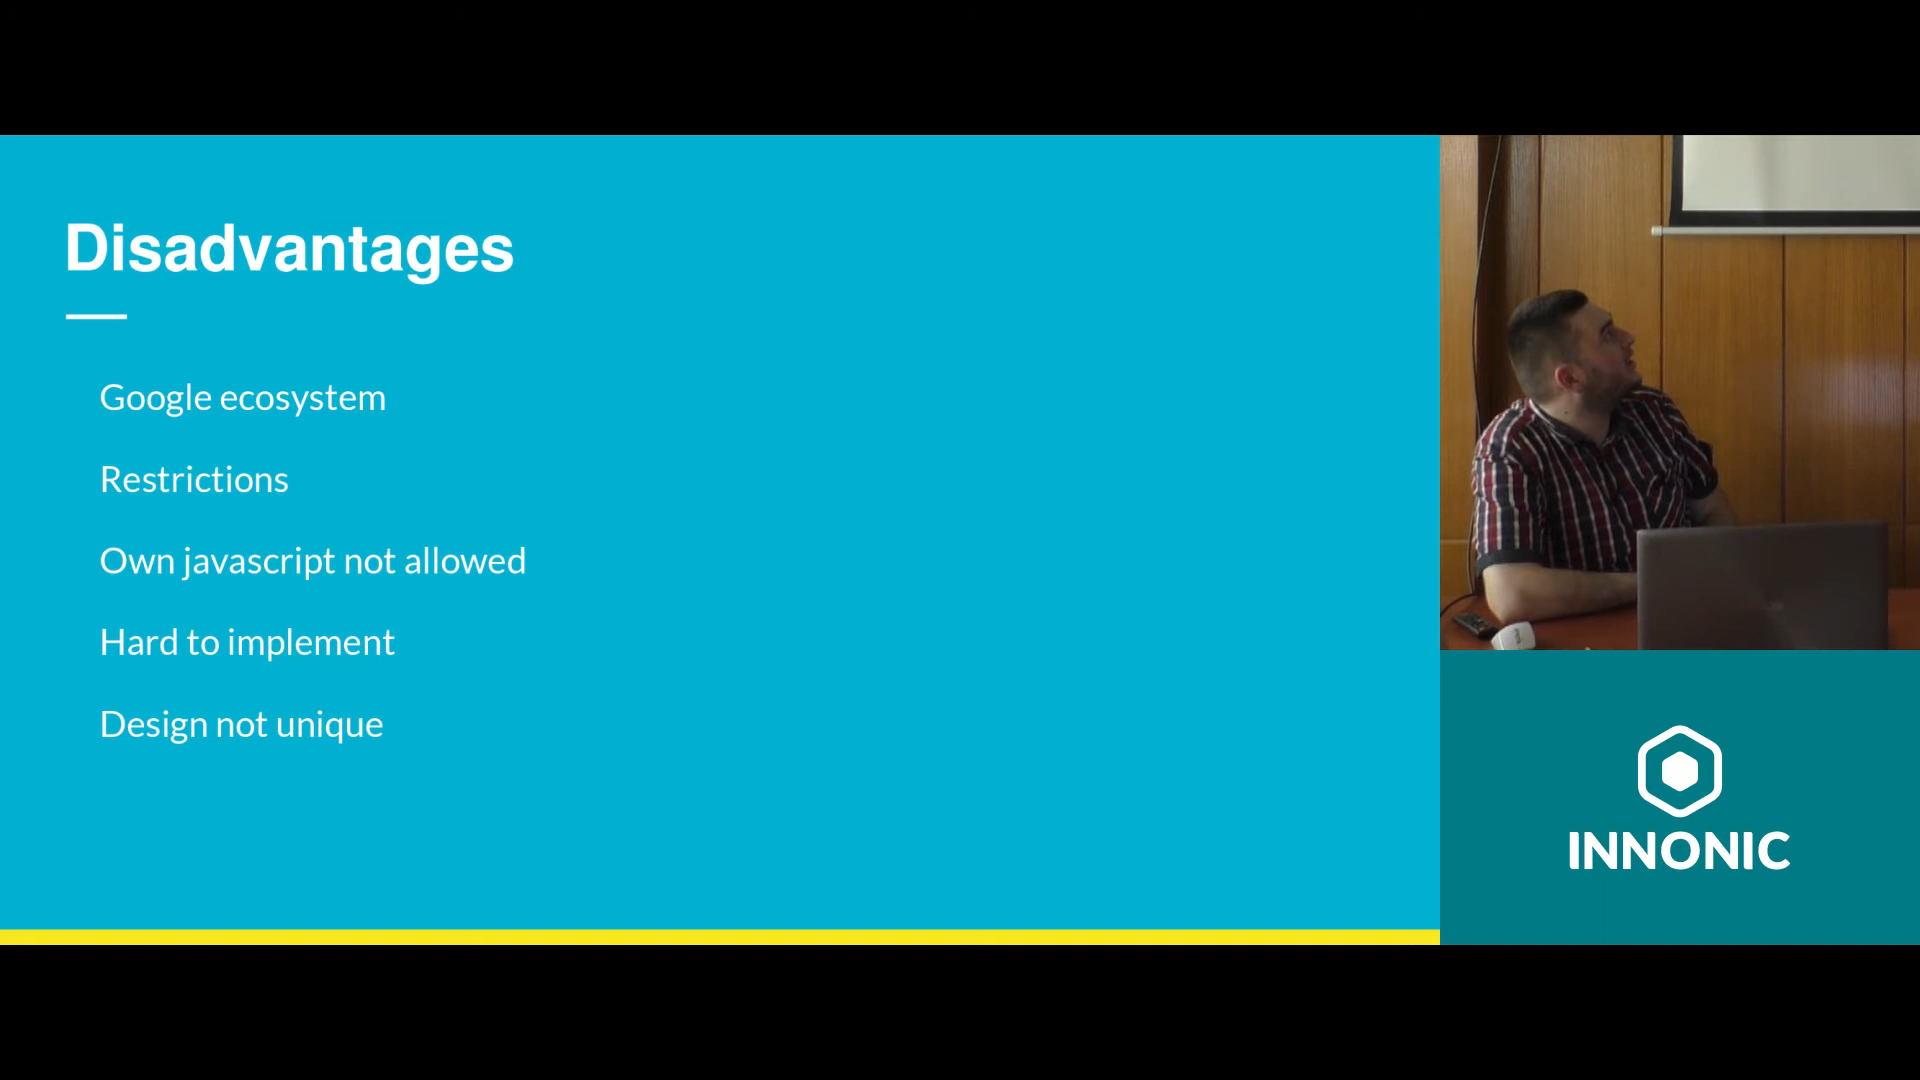 Disadvantages
Google ecosystem
Restrictions
Own javascript not allowed
Hard to implement
Design not unique
INNONIC